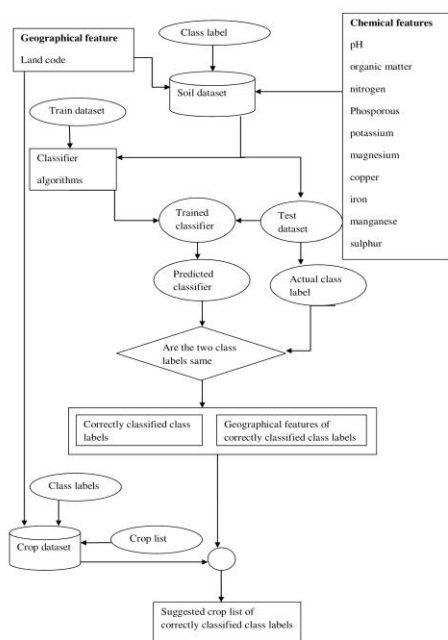 Geographical feature
Land code
Class label
Chemical features
pH
organic matter
nitrogen
Phosporous
potassium
magnesium
copper
iron
manganese
sulphur
Soil dataset
Train dataset
Classifier
algorithms
Trained
classifier
Test
dataset
Predicted
classifier
Actual class
label
Are the two class
labels same
Correctly classified class
labels
Geographical features of
correctly classified class labels
Class labels
Crop list
Crop dataset
Suggested crop list of
correctly classified class labels